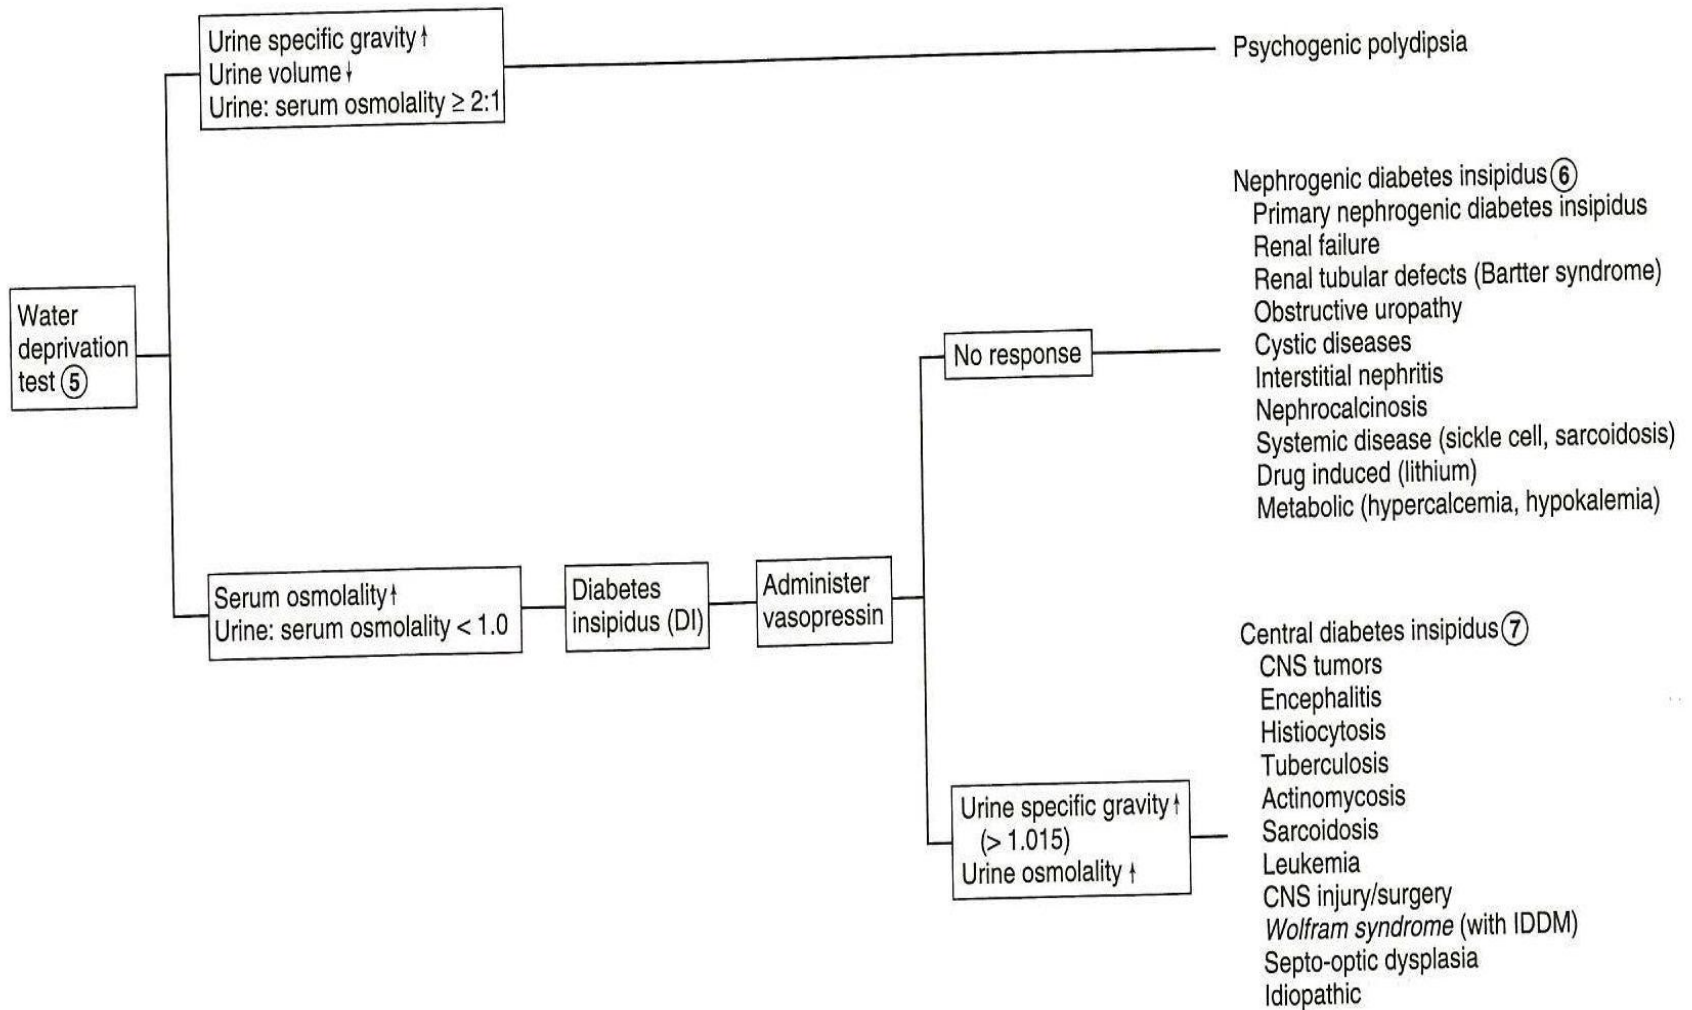 Urine specific gravity↑
Urine volume↓
Urine: serum osmolality ≥ 2:1
Psychogenic polydipsia
Water
deprivation
test ⑤
Nephrogenic diabetes insipidus ⑥
Primary nephrogenic diabetes insipidus
Renal failure
Renal tubular defects (Bartter syndrome)
Obstructive uropathy
Cystic diseases
Interstitial nephritis
Nephrocalcinosis
Systemic disease (sickle cell, sarcoidosis)
Drug induced (lithium)
Metabolic (hypercalcemia, hypokalemia)
No response
Serum osmolality↑
Urine: serum osmolality < 1.0
Diabetes
insipidus (DI)
Administer
vasopressin
Urine specific gravity↑
(> 1.015)
Urine osmolality ↑
Central diabetes insipidus ⑦
CNS tumors
Encephalitis
Histiocytosis
Tuberculosis
Actinomycosis
Sarcoidosis
Leukemia
CNS injury/surgery
Wolfram syndrome (with IDDM)
Septo-optic dysplasia
Idiopathic